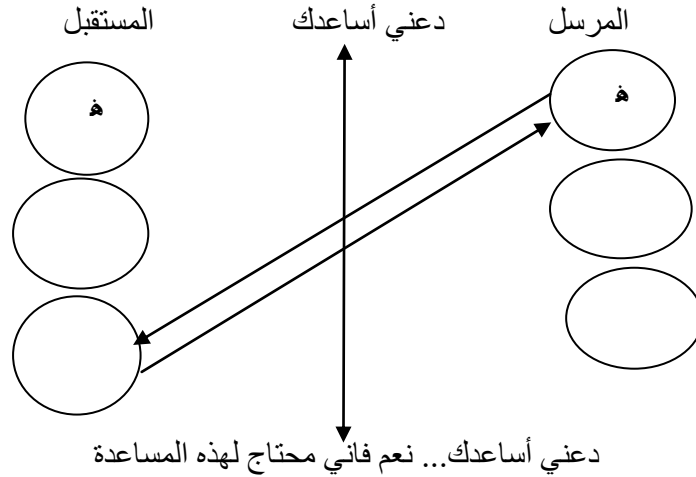 المرسل دعني أساعدك المستقبل
ه ه
دعني أساعدك... نعم فاني محتاج لهذه المساعدة